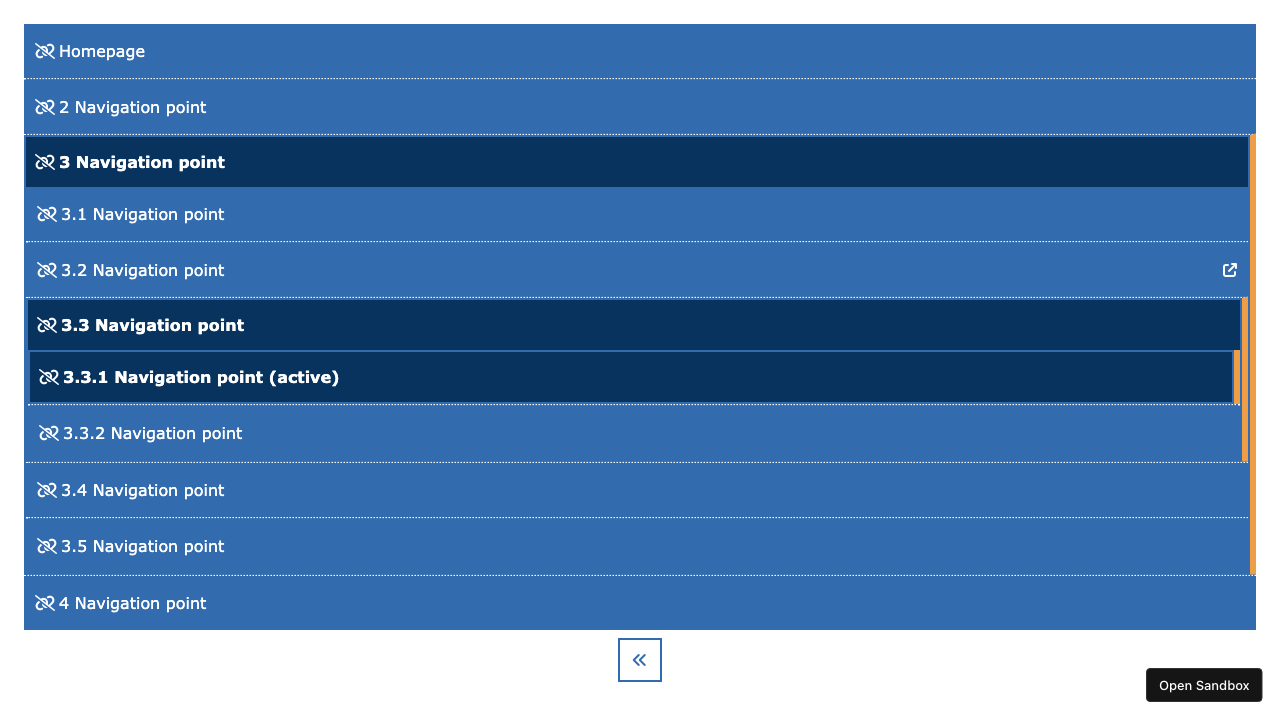 Homepage
2 Navigation point
3 Navigation point
3.1 Navigation point
3.2 Navigation point
3.3 Navigation point
3.3.1 Navigation point (active)
3.3.2 Navigation point
3.4 Navigation point
3.5 Navigation point
4 Navigation point
Open Sandbox